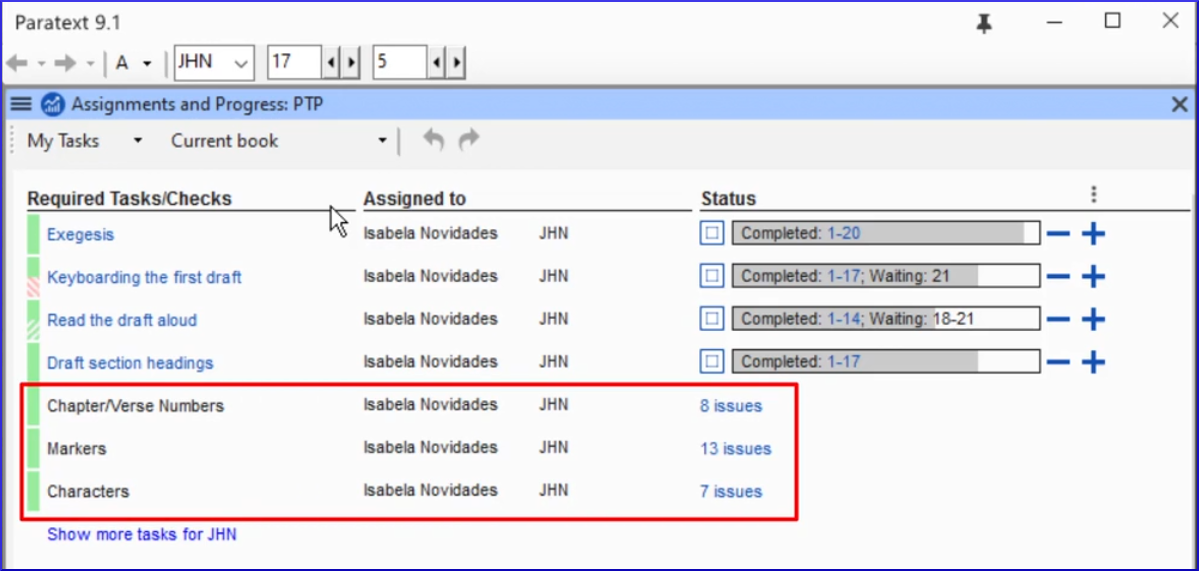 Paratext 9.1
A JHN 17 5
Assignments and Progress: PTP
My Tasks Current book
Required Tasks/Checks Assigned to Status
Exegesis Isabela Novidades JHN Completed: 1-20
Keyboarding the first draft Isabela Novidades JHN Completed: 1-17; Waiting: 21
Read the draft aloud Isabela Novidades JHN Completed: 1-14; Waiting: 18-21
Draft section headings Isabela Novidades JHN Completed: 1-17
Chapter/Verse Numbers Isabela Novidades JHN 8 issues
Markers Isabela Novidades JHN 13 issues
Characters Isabela Novidades JHN 7 issues
Show more tasks for JHN